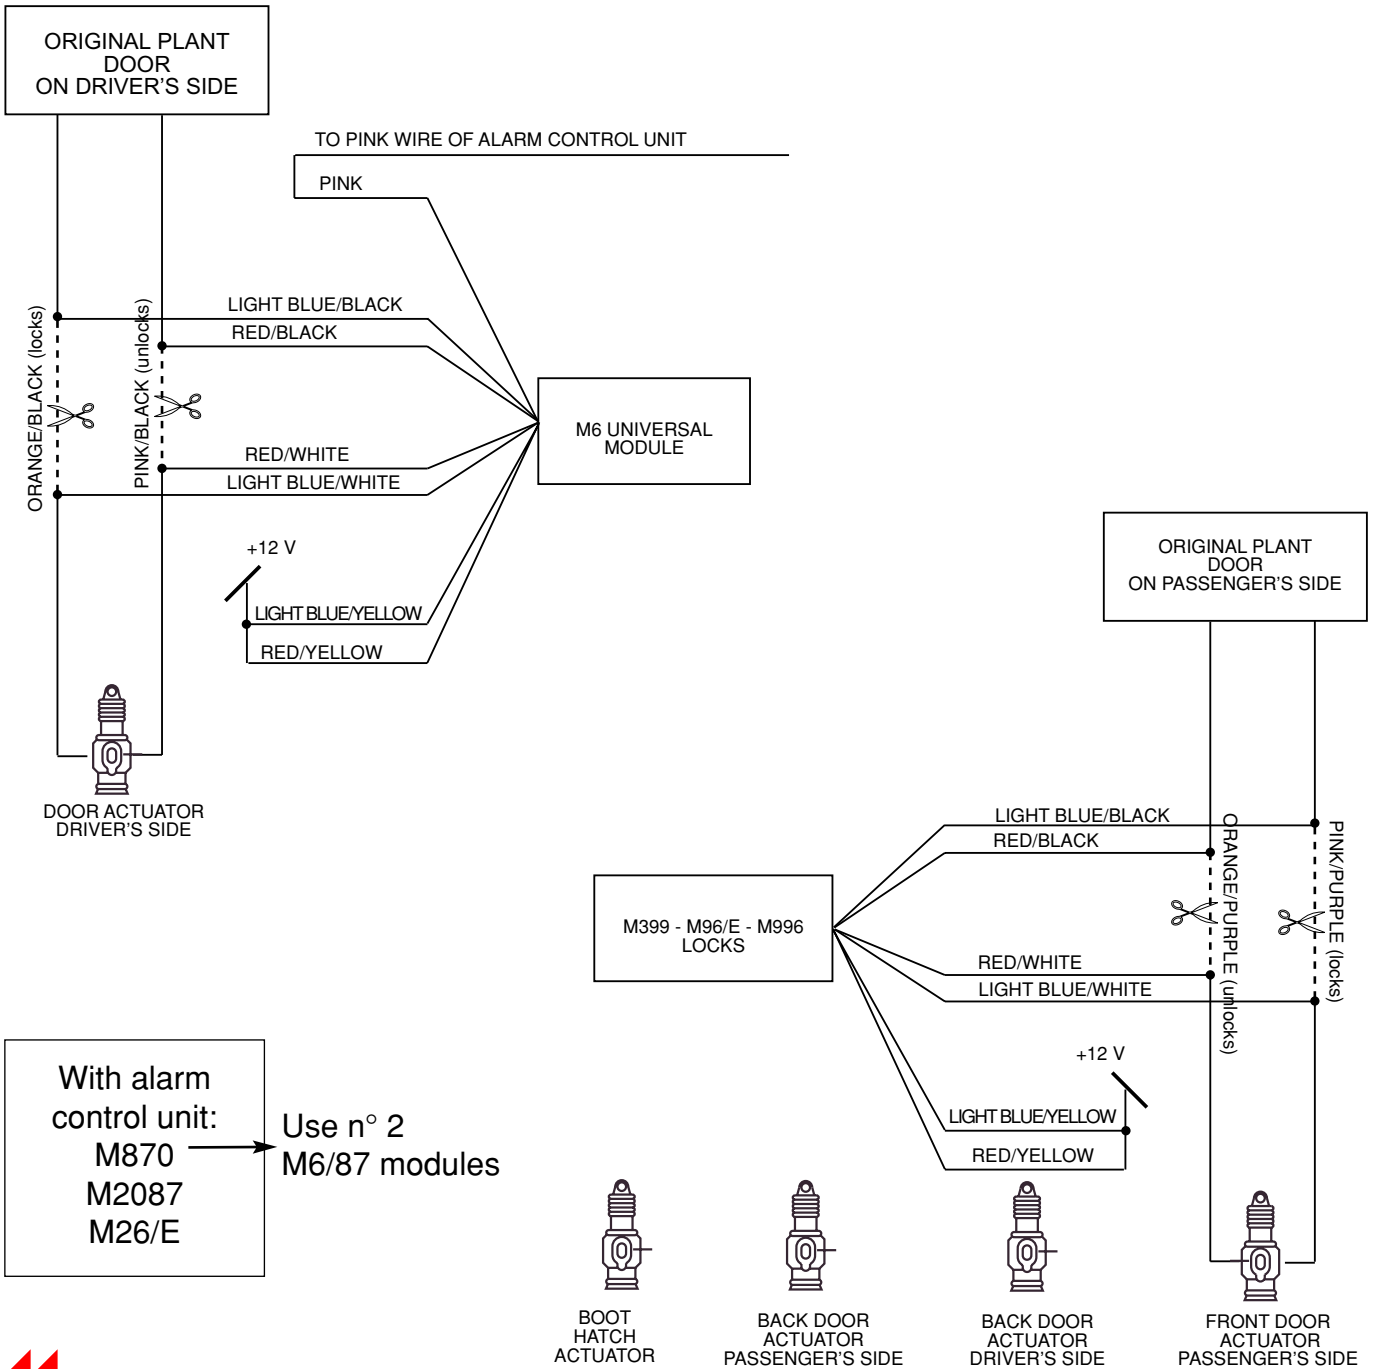 ORIGINAL PLANT
DOOR
ON DRIVER'S SIDE
TO PINK WIRE OF ALARM CONTROL UNIT
PINK
LIGHT BLUE/BLACK
RED/BLACK
ORANGE/BLACK (locks)
PINK/BLACK (unlocks)
M6 UNIVERSAL
MODULE
RED/WHITE
LIGHT BLUE/WHITE
+12 V
LIGHT BLUE/YELLOW
RED/YELLOW
DOOR ACTUATOR
DRIVER'S SIDE
ORIGINAL PLANT
DOOR
ON PASSENGER'S SIDE
LIGHT BLUE/BLACK
RED/BLACK
ORANGE/PURPLE (unlocks)
PINK/PURPLE (locks)
M399 - M96/E - M996
LOCKS
RED/WHITE
LIGHT BLUE/WHITE
+12 V
LIGHT BLUE/YELLOW
RED/YELLOW
With alarm
control unit:
M870
M2087
M26/E
Use n° 2
M6/87 modules
BOOT
HATCH
ACTUATOR
BACK DOOR
ACTUATOR
PASSENGER'S SIDE
BACK DOOR
ACTUATOR
DRIVER'S SIDE
FRONT DOOR
ACTUATOR
PASSENGER'S SIDE